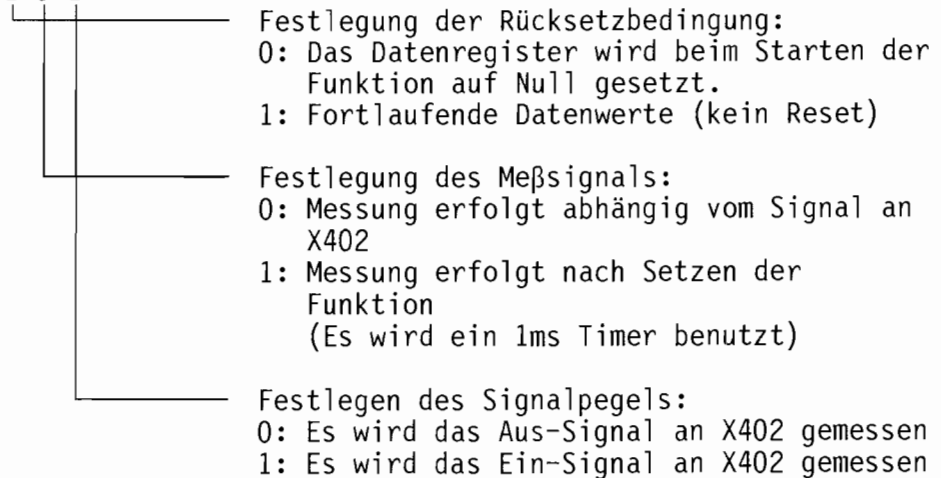 Festlegung der Rücksetzbedingung:
0: Das Datenregister wird beim Starten der
Funktion auf Null gesetzt.
1: Fortlaufende Datenwerte (kein Reset)
Festlegung des Meßsignals:
0: Messung erfolgt abhängig vom Signal an
X402
1: Messung erfolgt nach Setzen der
Funktion
(Es wird ein 1ms Timer benutzt)
Festlegen des Signalpegels:
0: Es wird das Aus-Signal an X402 gemessen
1: Es wird das Ein-Signal an X402 gemessen